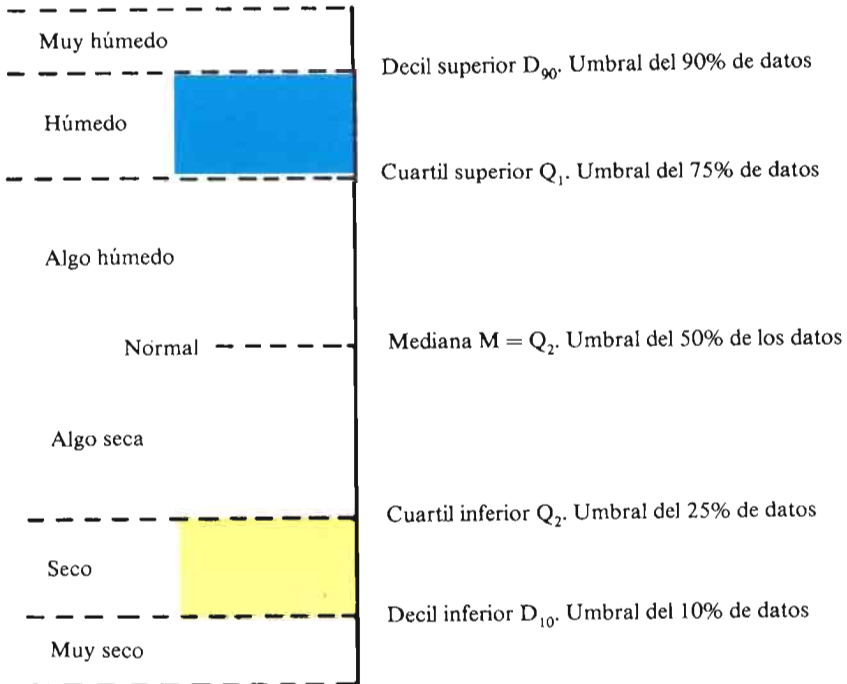 Muy húmedo
Decil superior D₉₀. Umbral del 90% de datos
Húmedo
Cuartil superior Q₁. Umbral del 75% de datos
Algo húmedo
Normal
Mediana M = Q₂. Umbral del 50% de los datos
Algo seca
Cuartil inferior Q₂. Umbral del 25% de datos
Seco
Decil inferior D₁₀. Umbral del 10% de datos
Muy seco